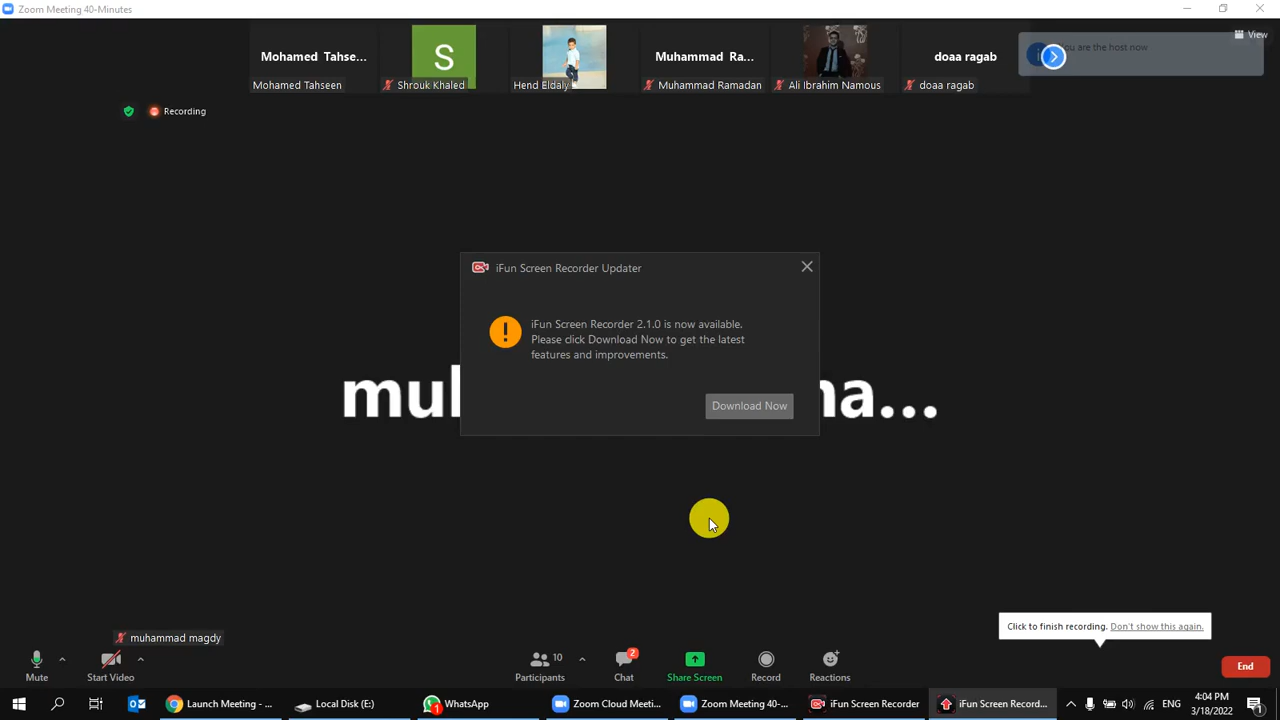 Zoom Meeting 40-Minutes
View
Mohamed Tahse...
S
Muhammad Ra...
doaa ragab
are the host now
Mohamed Tahseen
Shrouk Khaled
Hend Eldaly
Muhammad Ramadan
Ali Ibrahim Namous
doaa ragab
Recording
iFun Screen Recorder Updater
iFun Screen Recorder 2.1.0 is now available.
Please click Download Now to get the latest
features and improvements.
Download Now
muh
na...
Click to finish recording. Don't show this again.
muhammad magdy
10
2
Mute
Start Video
Participants
Chat
Share Screen
Record
Reactions
End
Launch Meeting - ...
Local Disk (E:)
1
WhatsApp
Zoom Cloud Meeti...
Zoom Meeting 40-...
iFun Screen Recorder
iFun Screen Record...
ENG
4:04 PM
3/18/2022
1